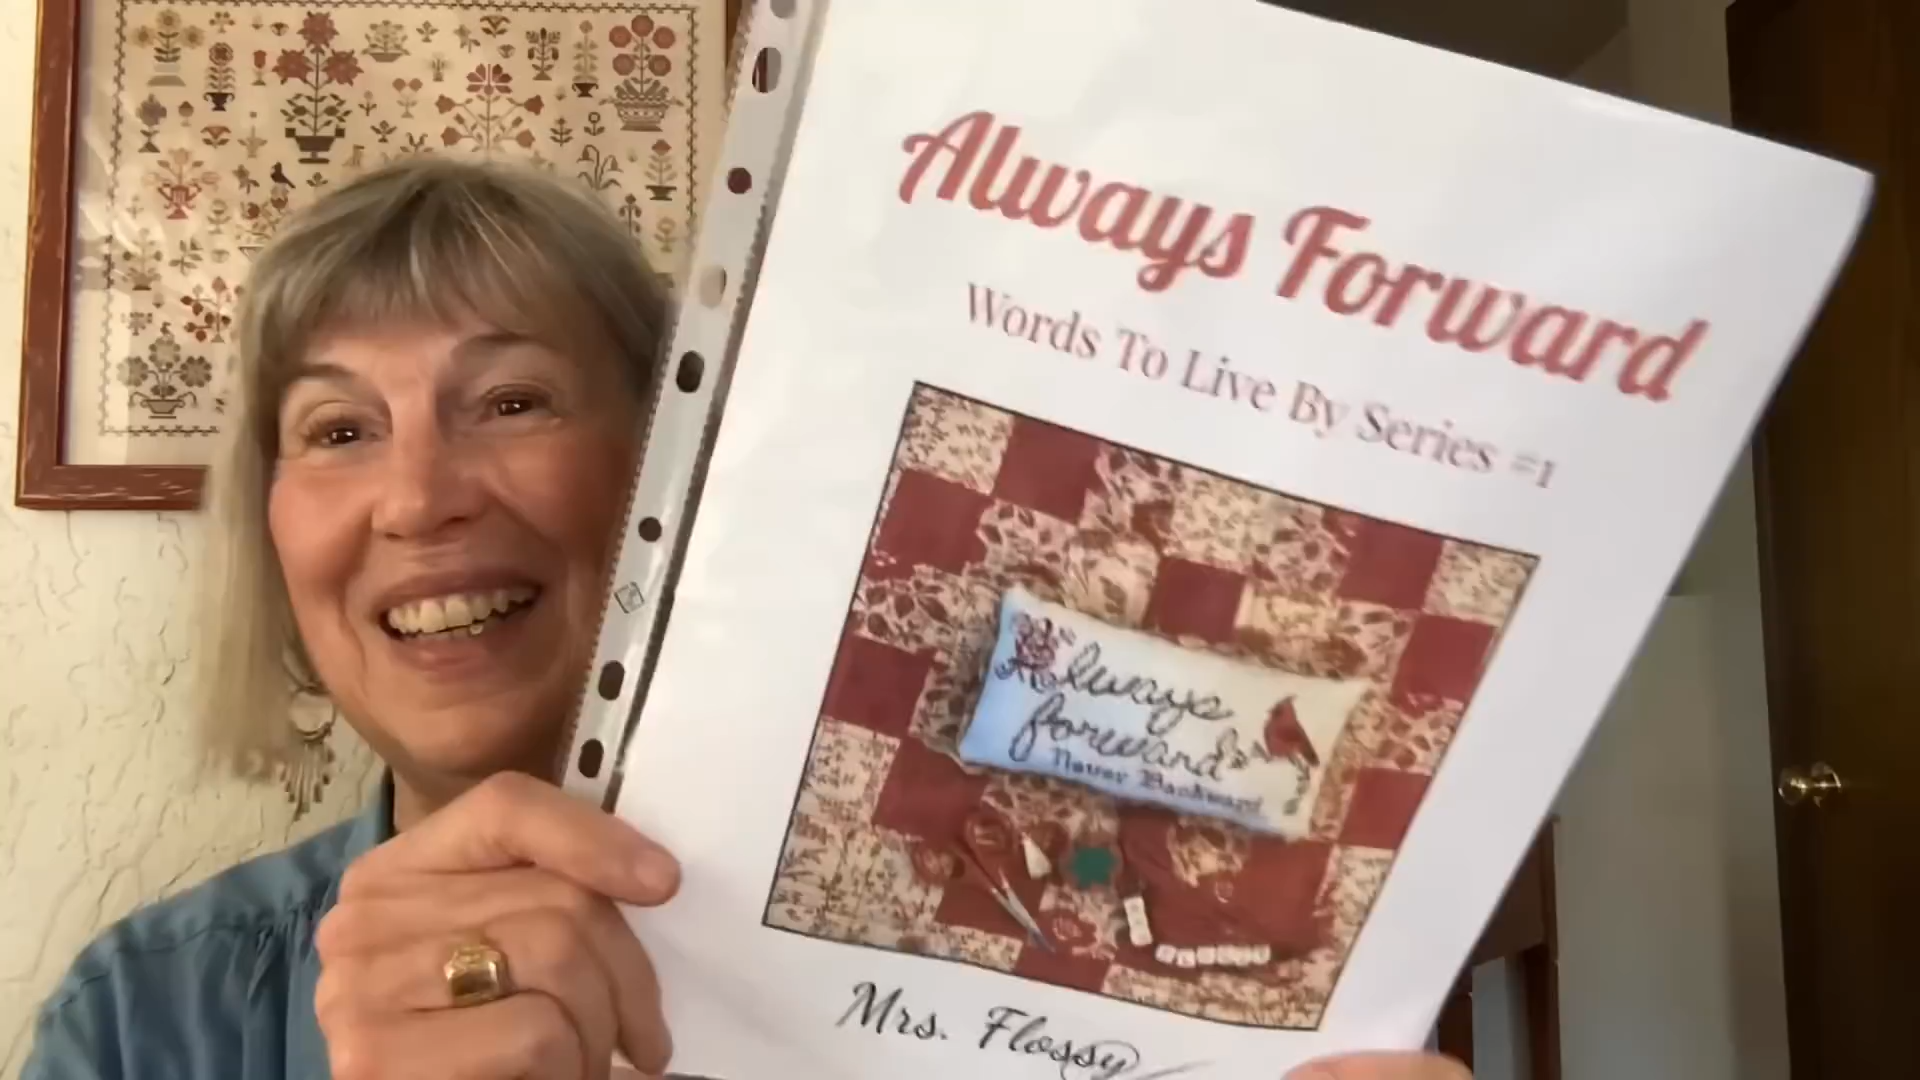 Always Forward
Words To Live By Series #1
Always
forward
Never Backward
Mrs. Flossy